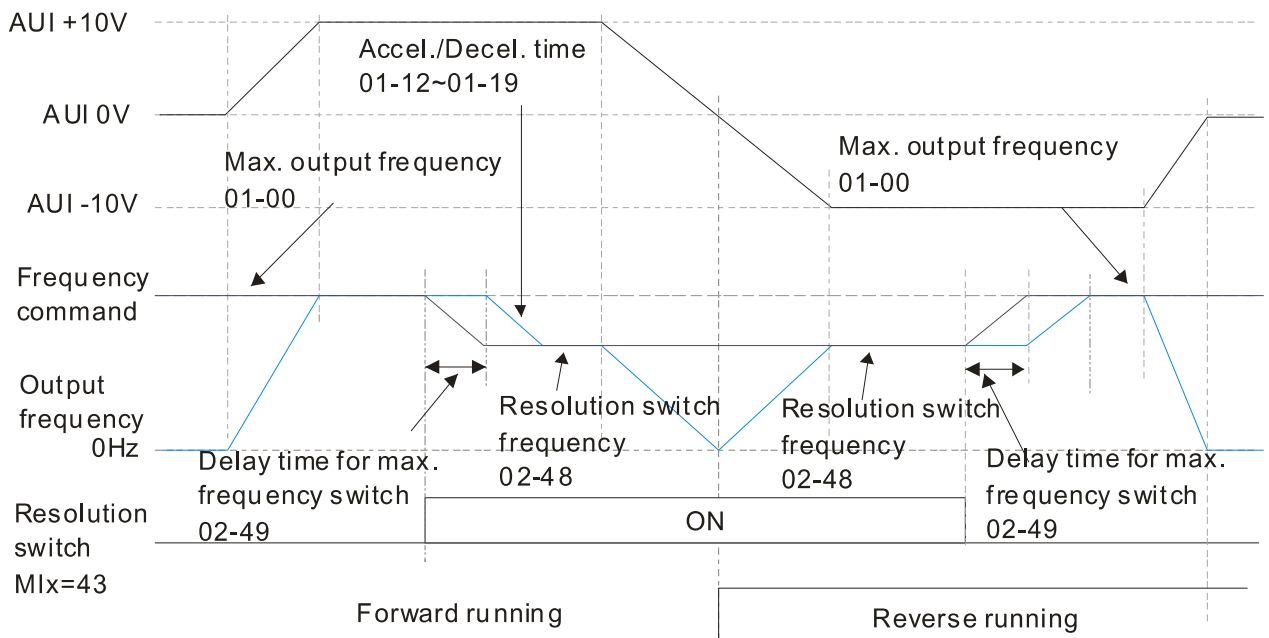 AUI +10V
Accel./Decel. time
01-12~01-19
AUI 0V
Max. output frequency
01-00
Max. output frequency
01-00
AUI -10V
Frequency
command
Output
frequency
0Hz
Resolution switch
frequency
02-48
Resolution switch
frequency
02-48
Delay time for max.
frequency switch
02-49
Delay time for max.
frequency switch
02-49
Resolution
switch
MIx=43
ON
Forward running
Reverse running